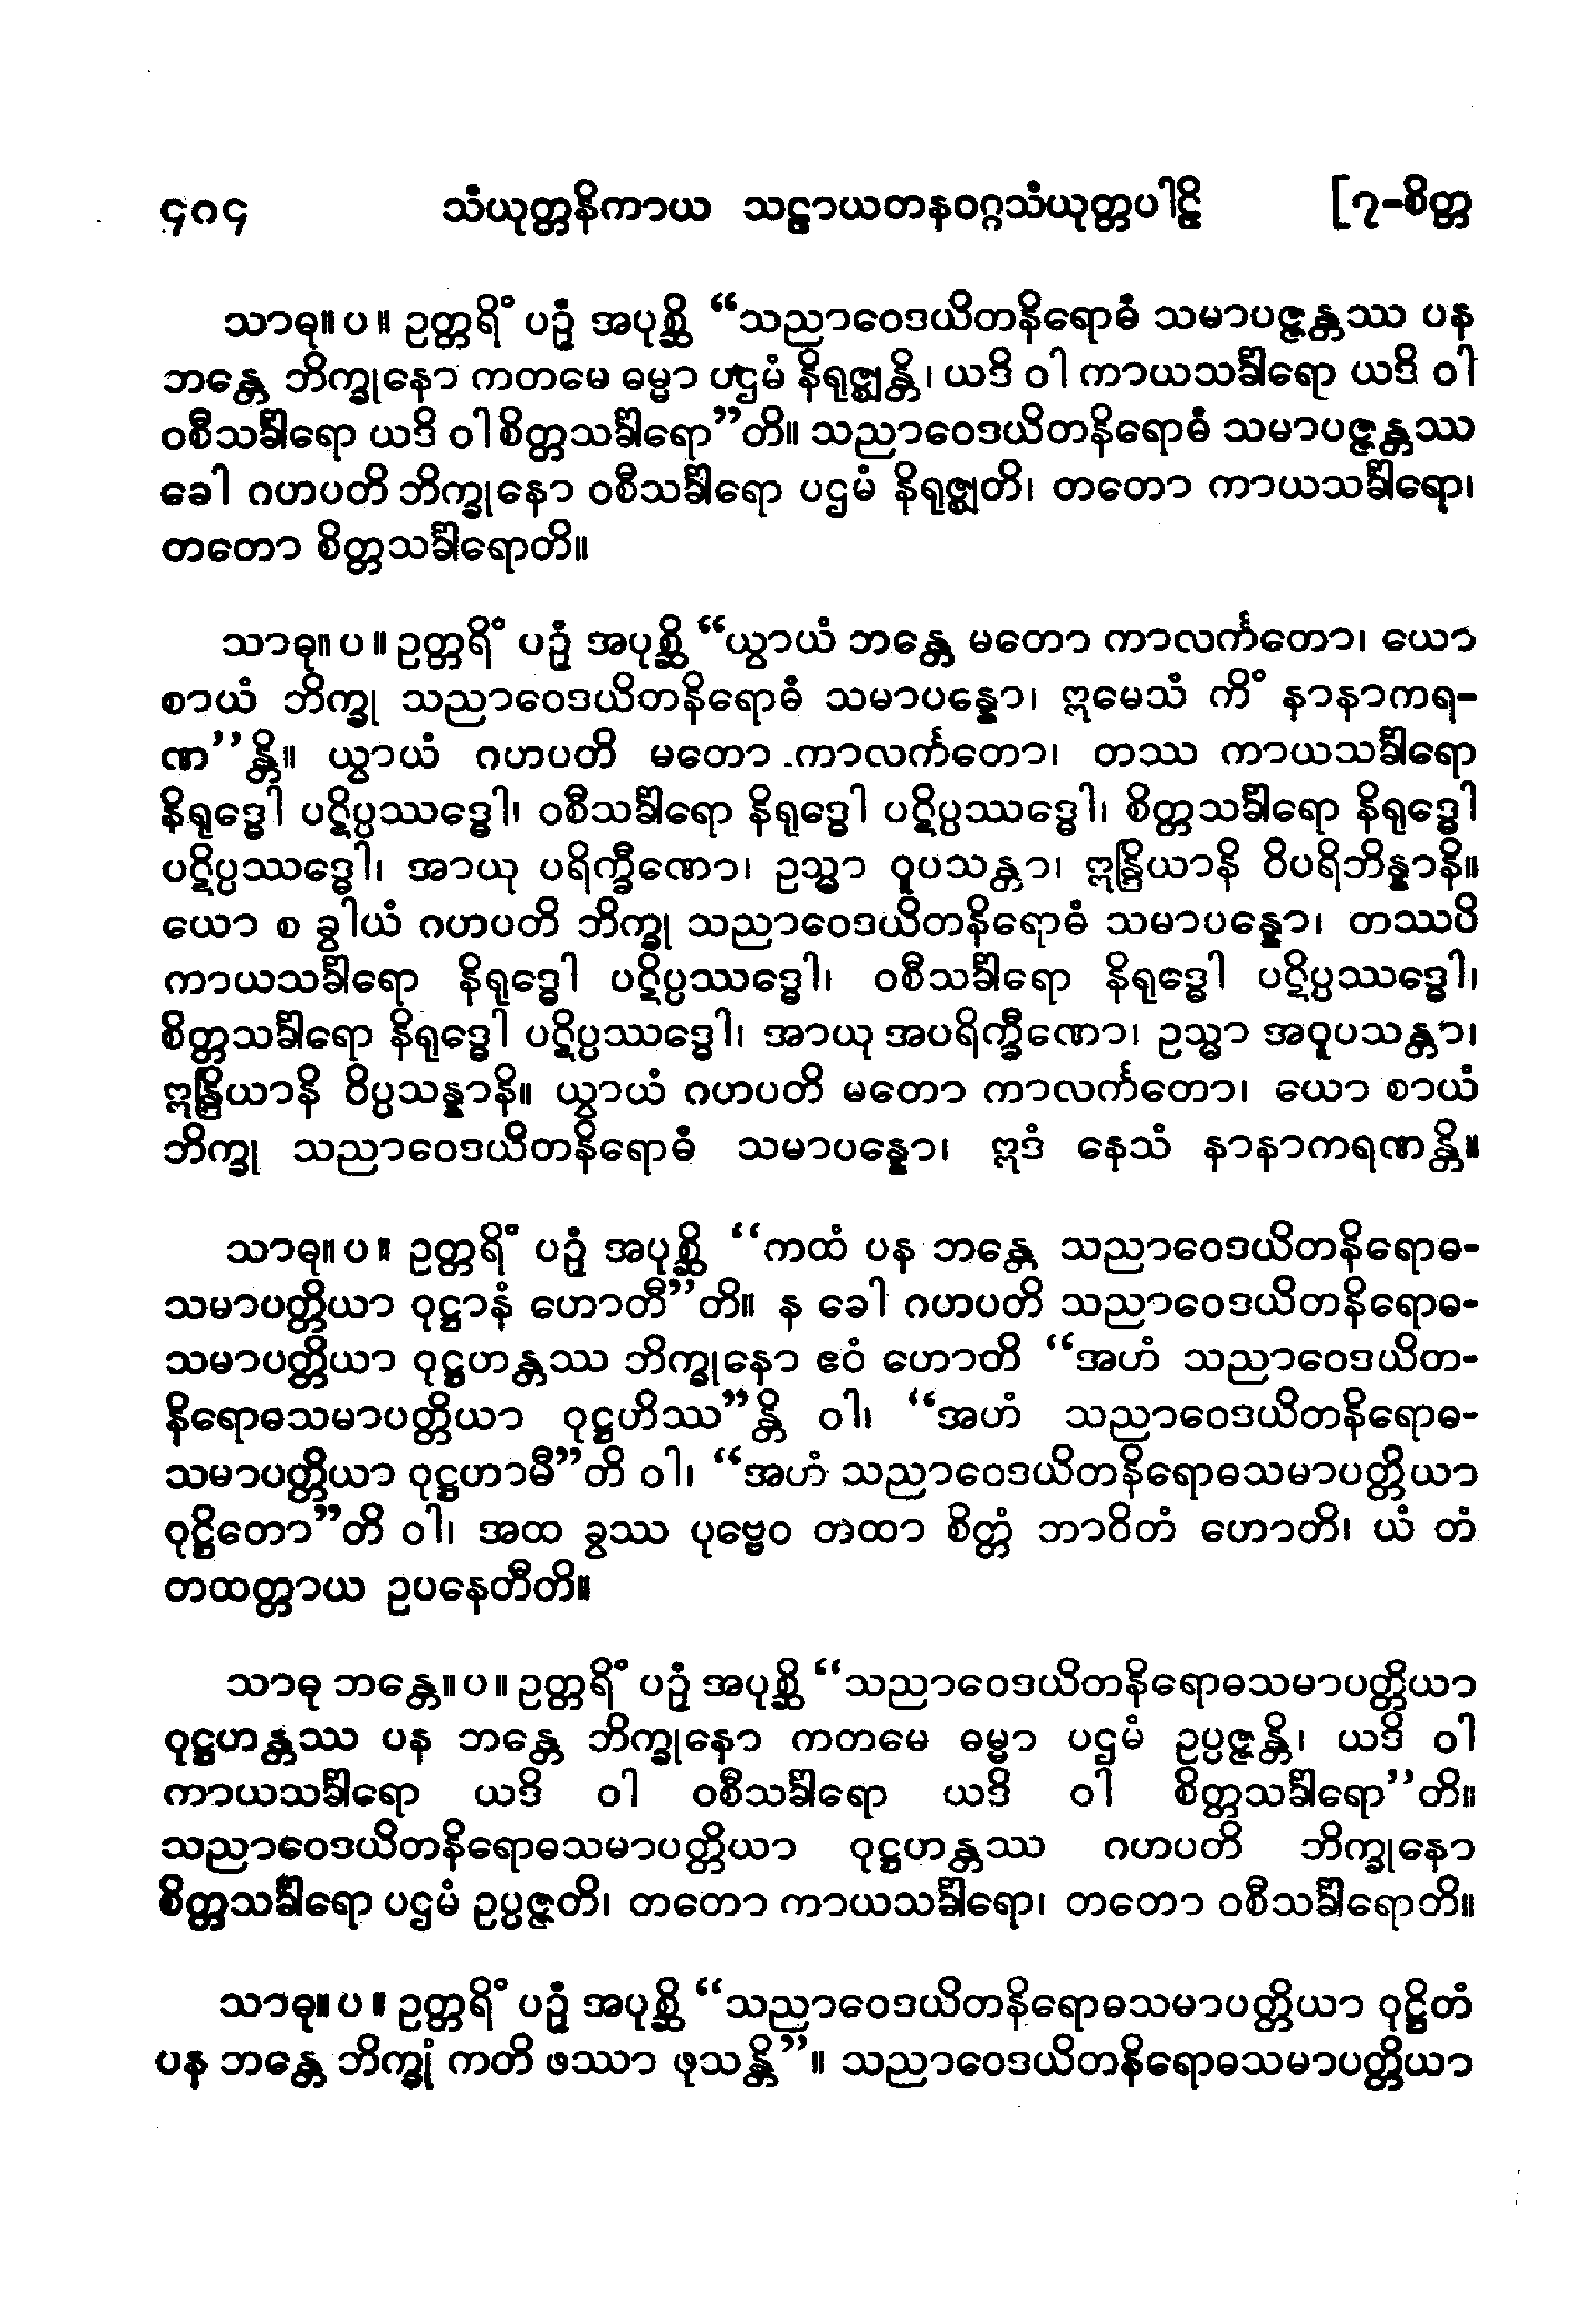 ၄၈၄ သံယုတ္တနိကာယ သဠာယတနဝဂ္ဂသံယုတ္တပါဠိ [၇-စိတ္တ
သာဓု။ ပ ။ ဥတ္တရိံ ပဉှံ အပုစ္ဆိ “သညာဝေဒယိတနိရောဓံ သမာပဇ္ဇန္တဿ ပန
ဘန္တေ ဘိက္ခုနော ကတမေ ဓမ္မာ ပဌမံ နိရုဇ္ဈန္တိ၊ ယဒိ ဝါ ကာယသင်္ခါရော ယဒိ ဝါ
ဝစီသင်္ခါရော ယဒိ ဝါ စိတ္တသင်္ခါရော”တိ။ သညာဝေဒယိတနိရောဓံ သမာပဇ္ဇန္တဿ
ခေါ ဂဟပတိ ဘိက္ခုနော ဝစီသင်္ခါရော ပဌမံ နိရုဇ္ဈတိ၊ တတော ကာယသင်္ခါရော၊
တတော စိတ္တသင်္ခါရောတိ။
သာဓု။ ပ ။ ဥတ္တရိံ ပဉှံ အပုစ္ဆိ “ယွာယံ ဘန္တေ မတော ကာလင်္ကတော၊ ယော
စာယံ ဘိက္ခု သညာဝေဒယိတနိရောဓံ သမာပန္နော၊ ဣမေသံ ကိံ နာနာကရ-
ဏ”န္တိ။ ယွာယံ ဂဟပတိ မတော ကာလင်္ကတော၊ တဿ ကာယသင်္ခါရော
နိရုဒ္ဓေါ ပဋိပ္ပဿဒ္ဓေါ၊ ဝစီသင်္ခါရော နိရုဒ္ဓေါ ပဋိပ္ပဿဒ္ဓေါ၊ စိတ္တသင်္ခါရော နိရုဒ္ဓေါ
ပဋိပ္ပဿဒ္ဓေါ၊ အာယု ပရိက္ခီဏော၊ ဥသ္မာ ဝူပသန္တာ၊ ဣန္ဒြိယာနိ ဝိပရိဘိန္နာနိ။
ယော စ ခွါယံ ဂဟပတိ ဘိက္ခု သညာဝေဒယိတနိရောဓံ သမာပန္နော၊ တဿပိ
ကာယသင်္ခါရော နိရုဒ္ဓေါ ပဋိပ္ပဿဒ္ဓေါ၊ ဝစီသင်္ခါရော နိရုဒ္ဓေါ ပဋိပ္ပဿဒ္ဓေါ၊
စိတ္တသင်္ခါရော နိရုဒ္ဓေါ ပဋိပ္ပဿဒ္ဓေါ၊ အာယု အပရိက္ခီဏော၊ ဥသ္မာ အဝူပသန္တာ၊
ဣန္ဒြိယာနိ ဝိပ္ပသန္နာနိ။ ယွာယံ ဂဟပတိ မတော ကာလင်္ကတော၊ ယော စာယံ
ဘိက္ခု သညာဝေဒယိတနိရောဓံ သမာပန္နော၊ ဣဒံ နေသံ နာနာကရဏန္တိ။
သာဓု။ ပ ။ ဥတ္တရိံ ပဉှံ အပုစ္ဆိ “ကထံ ပန ဘန္တေ သညာဝေဒယိတနိရောဓ-
သမာပတ္တိယာ ဝုဋ္ဌာနံ ဟောတီ”တိ။ န ခေါ ဂဟပတိ သညာဝေဒယိတနိရောဓ-
သမာပတ္တိယာ ဝုဋ္ဌဟန္တဿ ဘိက္ခုနော ဧဝံ ဟောတိ “အဟံ သညာဝေဒယိတ-
နိရောဓသမာပတ္တိယာ ဝုဋ္ဌဟိဿ”န္တိ ဝါ၊ “အဟံ သညာဝေဒယိတနိရောဓ-
သမာပတ္တိယာ ဝုဋ္ဌဟာမီ”တိ ဝါ၊ “အဟံ သညာဝေဒယိတနိရောဓသမာပတ္တိယာ
ဝုဋ္ဌိတော”တိ ဝါ၊ အထ ခွဿ ပုဗ္ဗေဝ တထာ စိတ္တံ ဘာဝိတံ ဟောတိ၊ ယံ တံ
တထတ္တာယ ဥပနေတီတိ။
သာဓု ဘန္တေ။ ပ ။ ဥတ္တရိံ ပဉှံ အပုစ္ဆိ “သညာဝေဒယိတနိရောဓသမာပတ္တိယာ
ဝုဋ္ဌဟန္တဿ ပန ဘန္တေ ဘိက္ခုနော ကတမေ ဓမ္မာ ပဌမံ ဥပ္ပဇ္ဇန္တိ၊ ယဒိ ဝါ
ကာယသင်္ခါရော ယဒိ ဝါ ဝစီသင်္ခါရော ယဒိ ဝါ စိတ္တသင်္ခါရော”တိ။
သညာဝေဒယိတနိရောဓသမာပတ္တိယာ ဝုဋ္ဌဟန္တဿ ဂဟပတိ ဘိက္ခုနော
စိတ္တသင်္ခါရော ပဌမံ ဥပ္ပဇ္ဇတိ၊ တတော ကာယသင်္ခါရော၊ တတော ဝစီသင်္ခါရောတိ။
သာဓု။ ပ ။ ဥတ္တရိံ ပဉှံ အပုစ္ဆိ “သညာဝေဒယိတနိရောဓသမာပတ္တိယာ ဝုဋ္ဌိတံ
ပန ဘန္တေ ဘိက္ခုံ ကတိ ဖဿာ ဖုသန္တိ”။ သညာဝေဒယိတနိရောဓသမာပတ္တိယာ